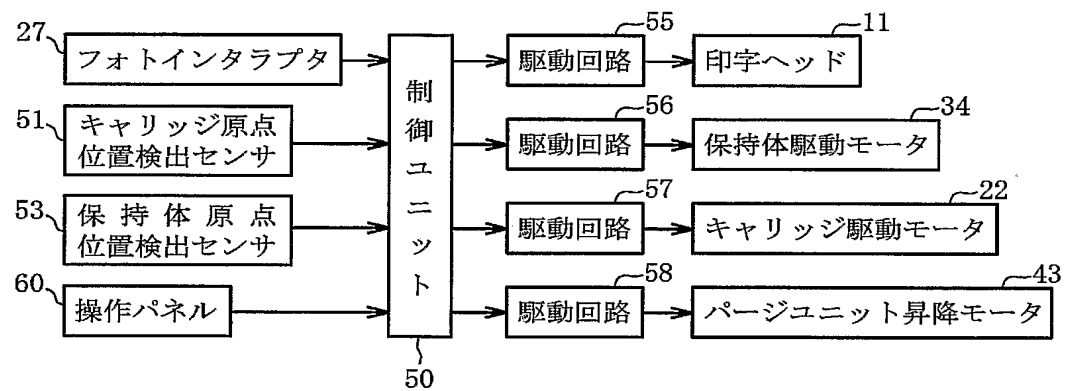 27
フォトインタラプタ
51
キャリッジ原点
位置検出センサ
53
保持体原点
位置検出センサ
60
操作パネル
制御ユニット
50
55
駆動回路
11
印字ヘッド
56
駆動回路
34
保持体駆動モータ
57
駆動回路
22
キャリッジ駆動モータ
58
駆動回路
43
パージユニット昇降モータ